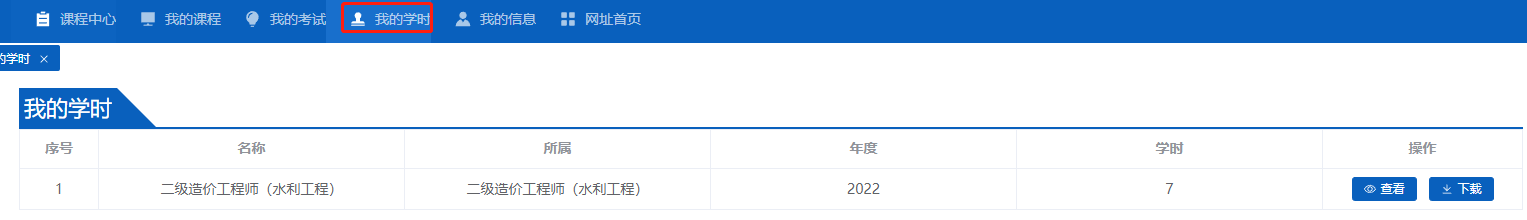 课程中心 我的课程 我的考试 我的学时 我的信息 网址首页
的学时 ×
我的学时
序号 名称 所属 年度 学时 操作
1 二级造价工程师（水利工程） 二级造价工程师（水利工程） 2022 7 查看 下载